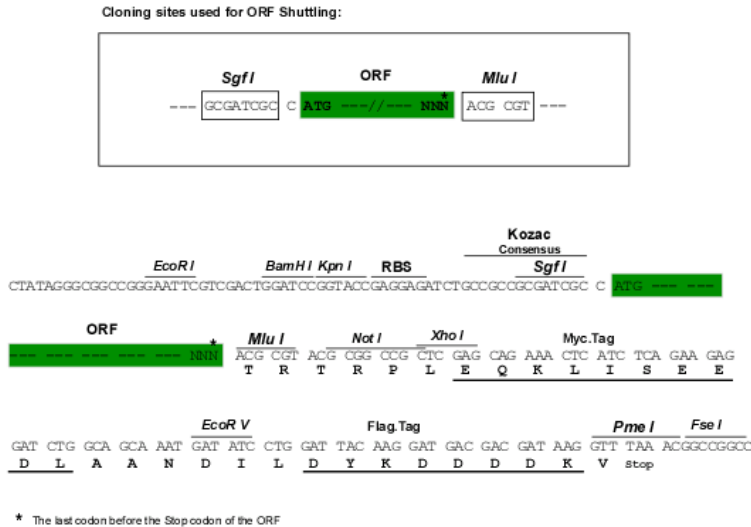 Cloning sites used for ORF Shuttling:
Sgf I ORF Mlu I
--- GCGATCGC C ATG ---//--- NNN* ACG CGT ---
Kozac
Consensus
EcoR I BamH I Kpn I RBS Sgf I
CTATAGGGCGGCCGGGAATTCGTCGACTGGATCCGGTACCGAGGAGATCTGCCGCCGCGATCGC C ATG --- ---
ORF Mlu I Not I Xho I Myc.Tag
--- --- --- --- --- NNN* ACG CGT ACG CGG CCG CTC GAG CAG AAA CTC ATC TCA GAA GAG
T R T R P L E Q K L I S E E
EcoR V Flag.Tag Pme I Fse I
GAT CTG GCA GCA AAT GAT ATC CTG GAT TAC AAG GAT GAC GAC GAT AAG GTT TAA ACGGCCGGCC
D L A A N D I L D Y K D D D D K V Stop
* The last codon before the Stop codon of the ORF